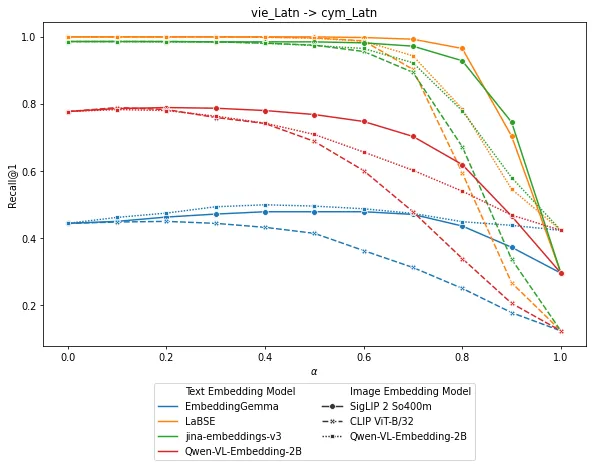 vie_Latn -> cym_Latn
1.0
0.8
0.6
0.4
0.2
Recall@1
0.0 0.2 0.4 0.6 0.8 1.0
α
Text Embedding Model
EmbeddingGemma
LaBSE
jina-embeddings-v3
Qwen-VL-Embedding-2B
Image Embedding Model
SigLIP 2 So400m
CLIP ViT-B/32
Qwen-VL-Embedding-2B